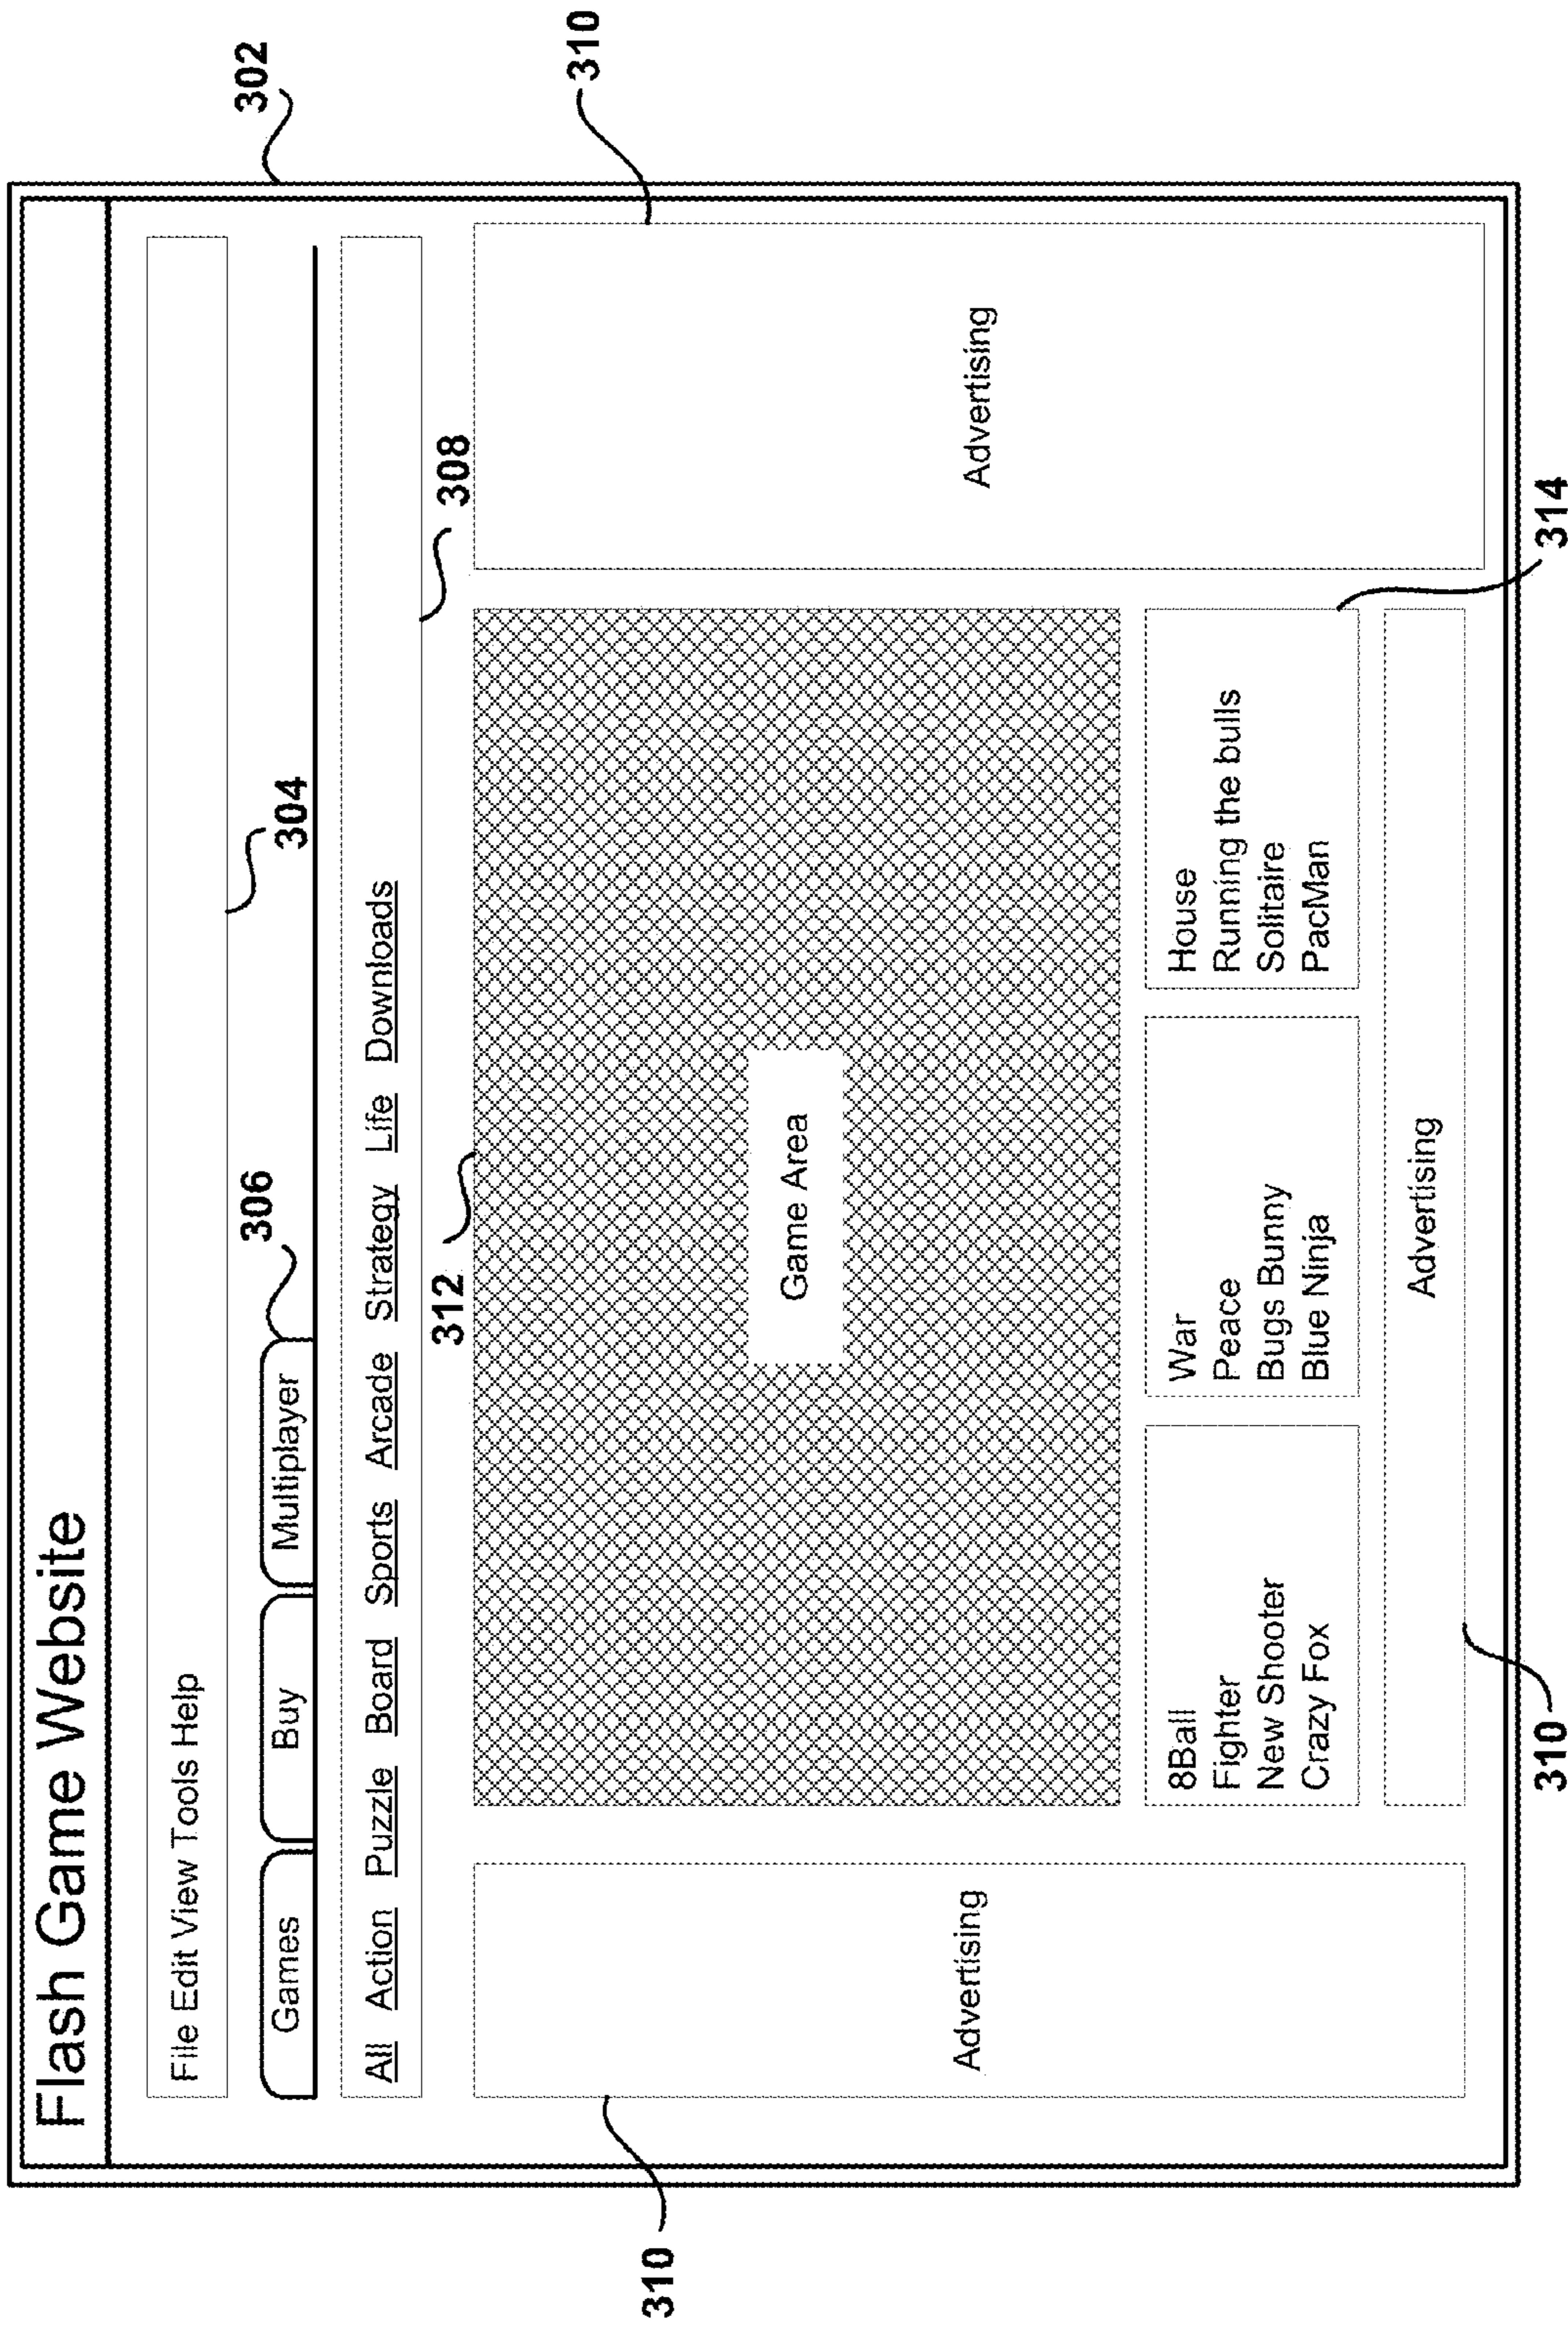 Flash Game Website
302
File Edit View Tools Help
304
Games Buy Multiplayer
306
All Action Puzzle Board Sports Arcade Strategy Life Downloads
308
312
310
310
Advertising
Game Area
Advertising
8Ball
Fighter
New Shooter
Crazy Fox
War
Peace
Bugs Bunny
Blue Ninja
House
Running the bulls
Solitaire
PacMan
314
Advertising
310